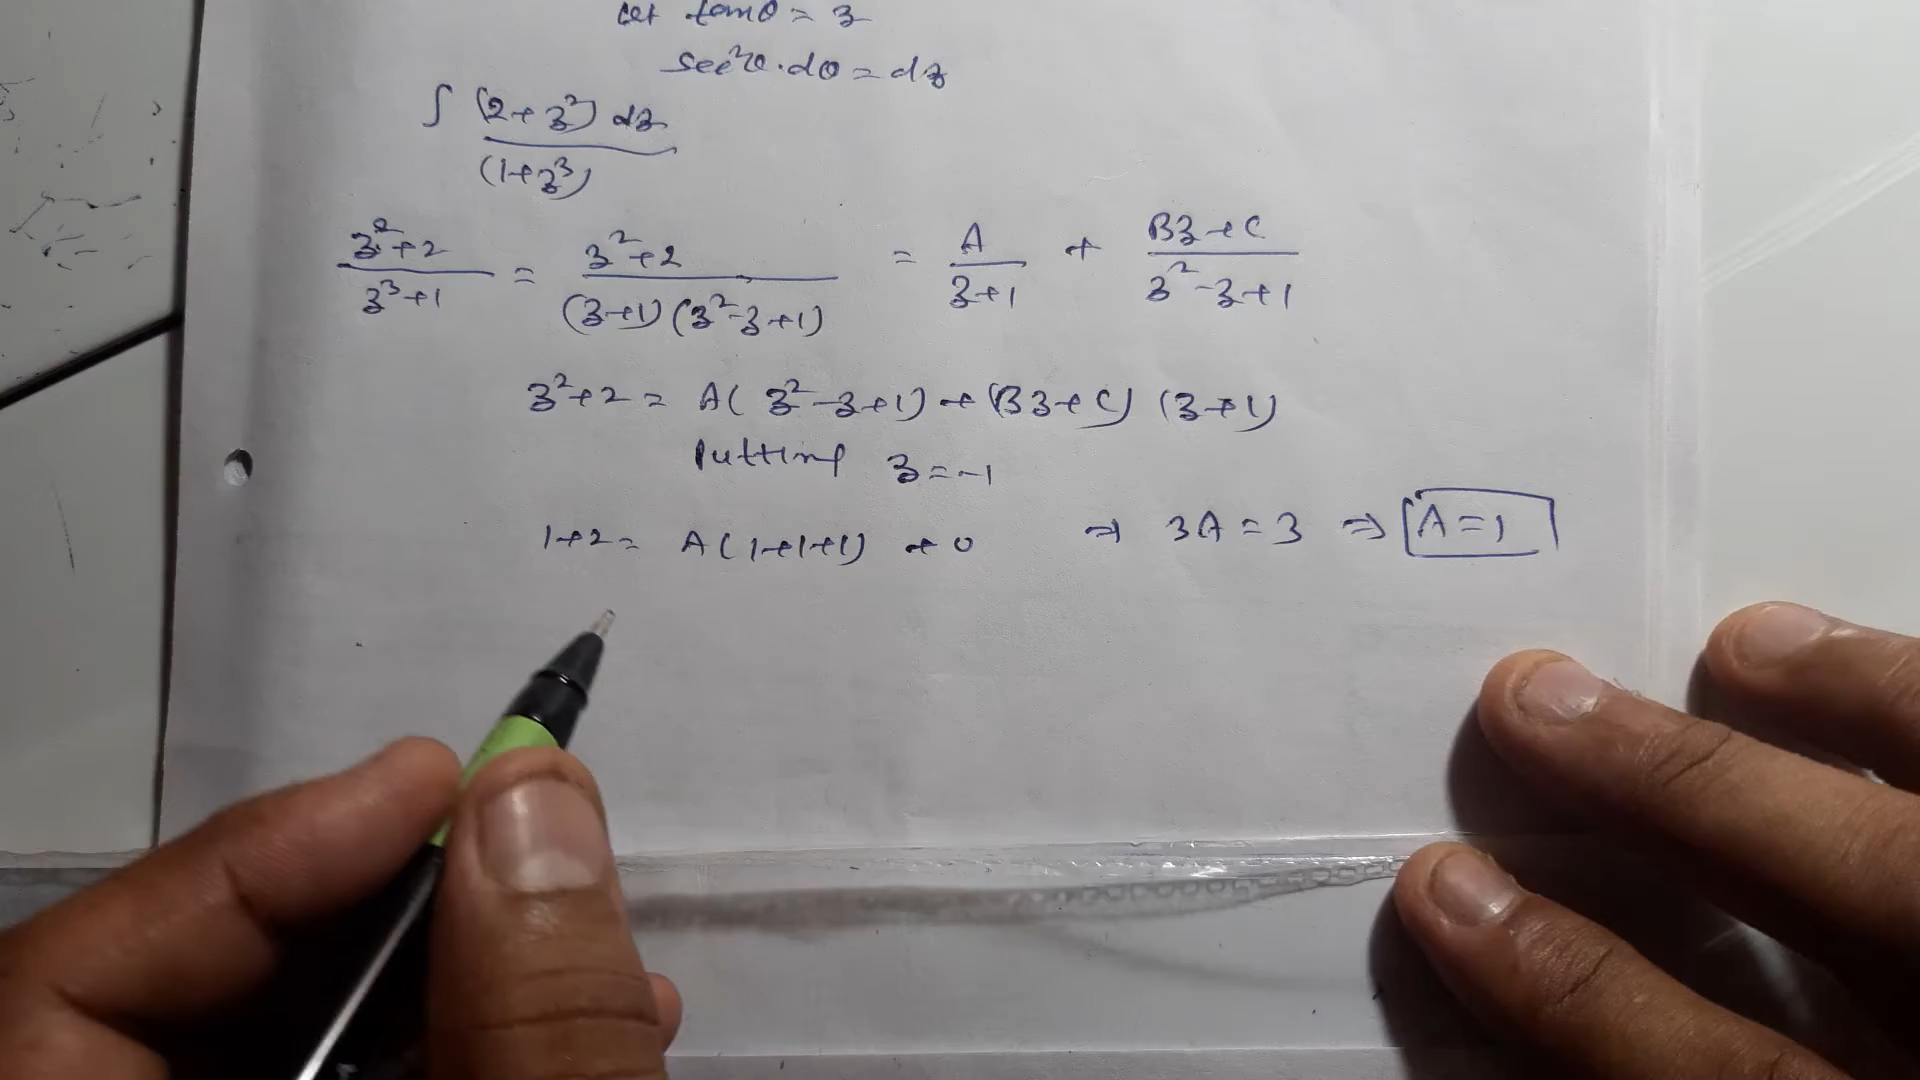 Let tanθ = z
sec²θ.dθ = dz
∫ (2+z²) dz / (1+z³)
z²+2 / z³+1 = z²+2 / (z+1)(z²-z+1) = A / z+1 + Bz+C / z²-z+1
z²+2 = A(z²-z+1)+(Bz+C)(z+1)
Putting z=-1
1+2 = A(1+1+1)+0 ⇒ 3A=3 ⇒ A=1